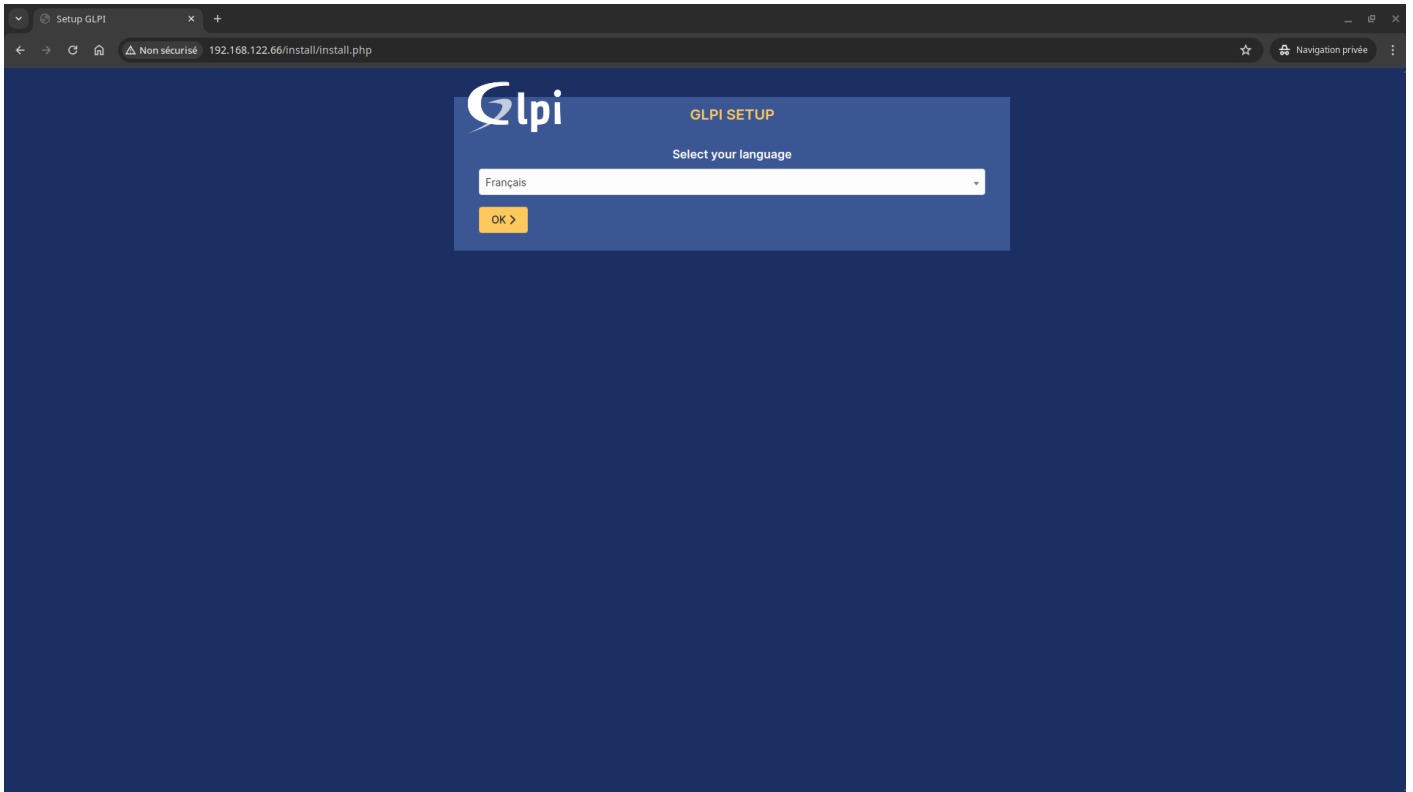 Setup GLPI
Non sécurisé 192.168.122.66/install/install.php
Navigation privée
Glpi
GLPI SETUP
Select your language
Français
OK